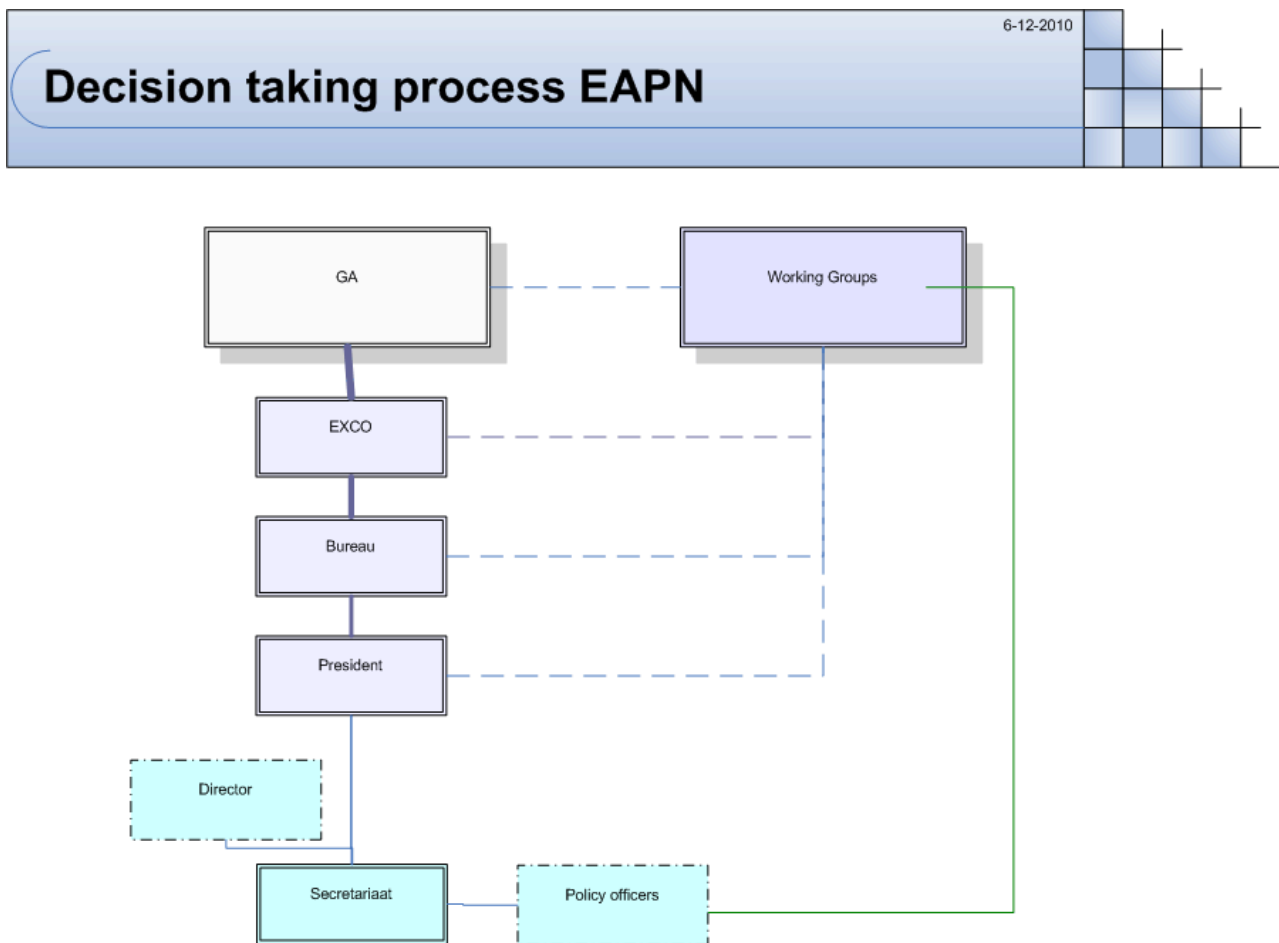 6-12-2010
Decision taking process EAPN
GA
Working Groups
EXCO
Bureau
President
Director
Secretariaat
Policy officers